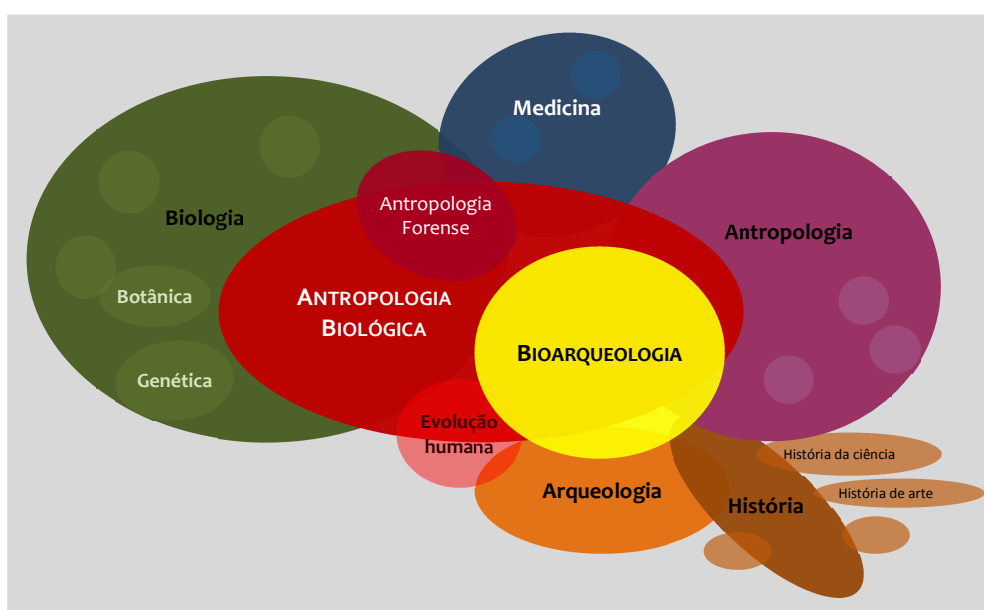 Medicina
Antropologia
Forense
Biologia
Antropologia
Botânica
ANTROPOLOGIA
BIOLÓGICA
BIOARQUEOLOGIA
Genética
Evolução
humana
História da ciência
Arqueologia
História de arte
História